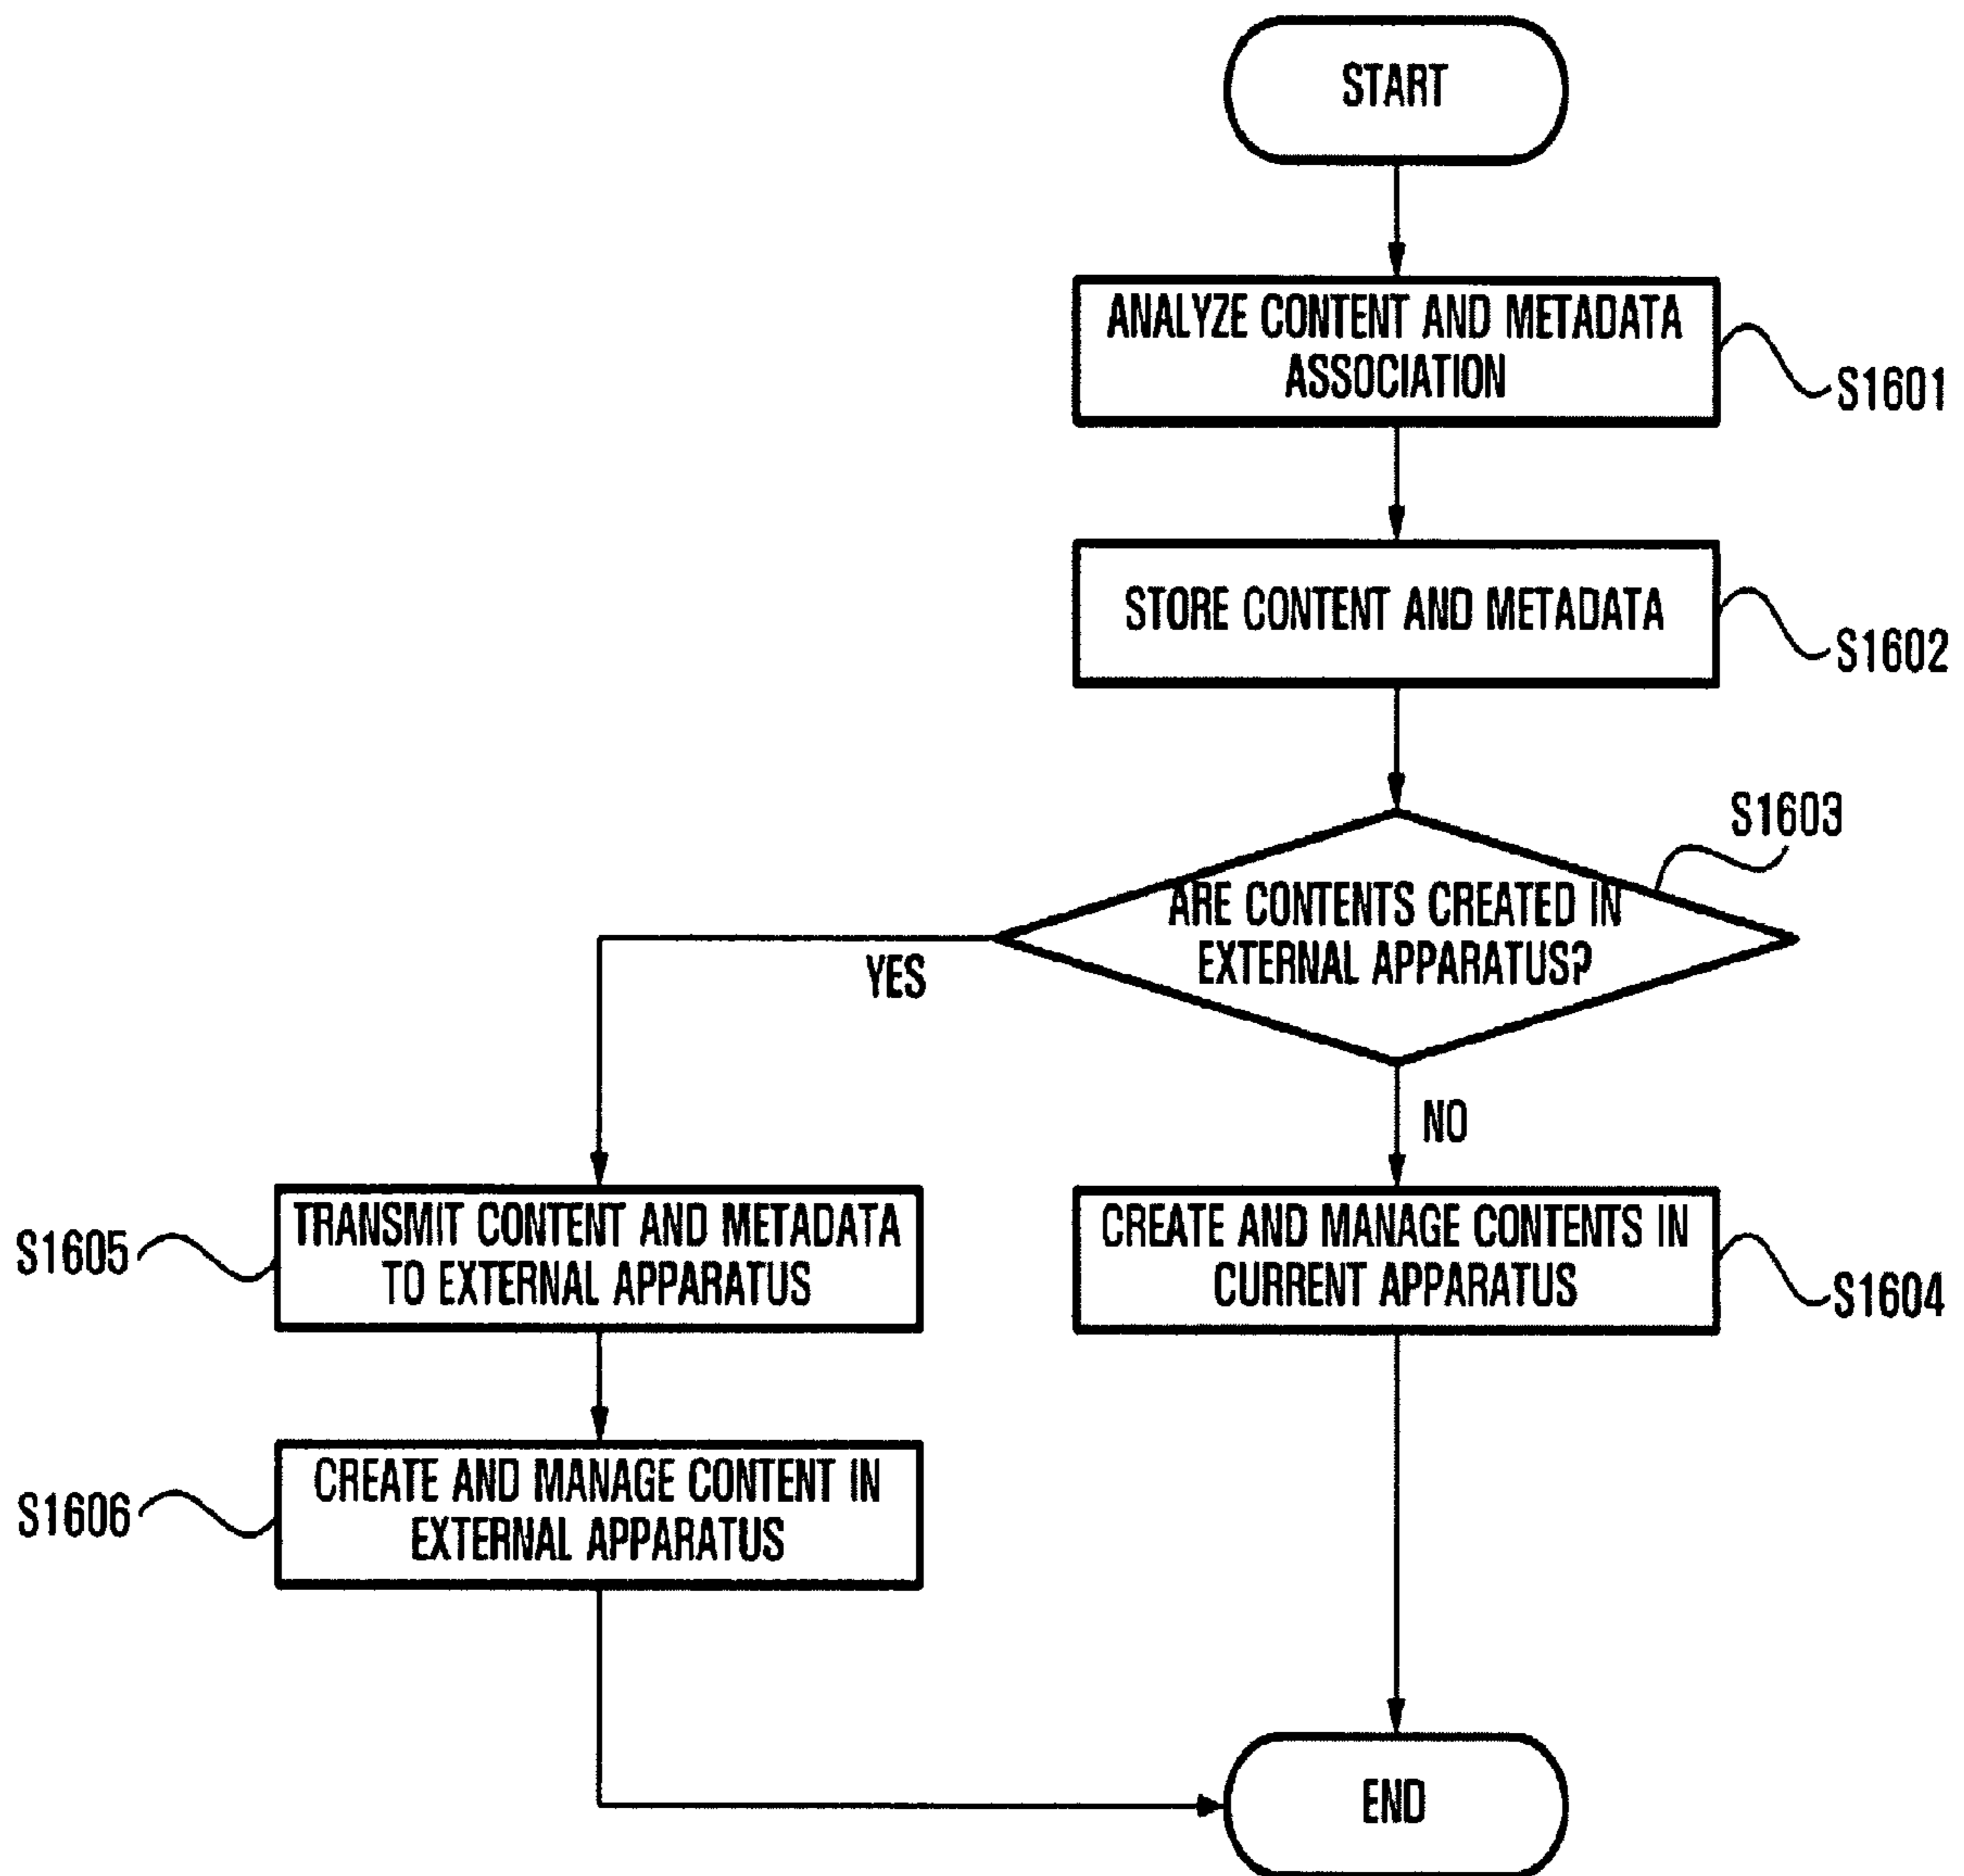 START
ANALYZE CONTENT AND METADATA
ASSOCIATION
S1601
STORE CONTENT AND METADATA
S1602
S1603
ARE CONTENTS CREATED IN
EXTERNAL APPARATUS?
YES
NO
TRANSMIT CONTENT AND METADATA
TO EXTERNAL APPARATUS
S1605
CREATE AND MANAGE CONTENTS IN
CURRENT APPARATUS
S1604
CREATE AND MANAGE CONTENT IN
EXTERNAL APPARATUS
S1606
END